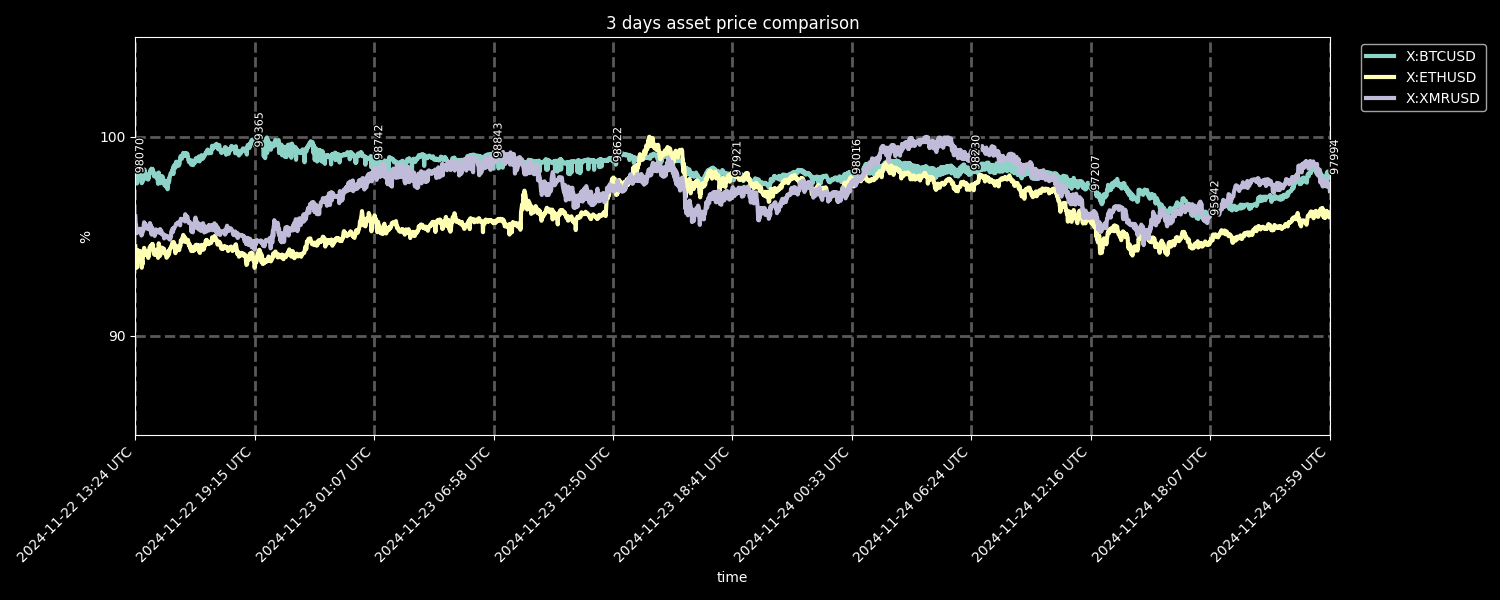 3 days asset price comparison
X:BTCUSD
X:ETHUSD
X:XMRUSD
100
90
%
98070
99365
98742
98843
98622
97921
98016
98230
97207
95942
97994
2024-11-22 13:24 UTC
2024-11-22 19:15 UTC
2024-11-23 01:07 UTC
2024-11-23 06:58 UTC
2024-11-23 12:50 UTC
2024-11-23 18:41 UTC
2024-11-24 00:33 UTC
2024-11-24 06:24 UTC
2024-11-24 12:16 UTC
2024-11-24 18:07 UTC
2024-11-24 23:59 UTC
time